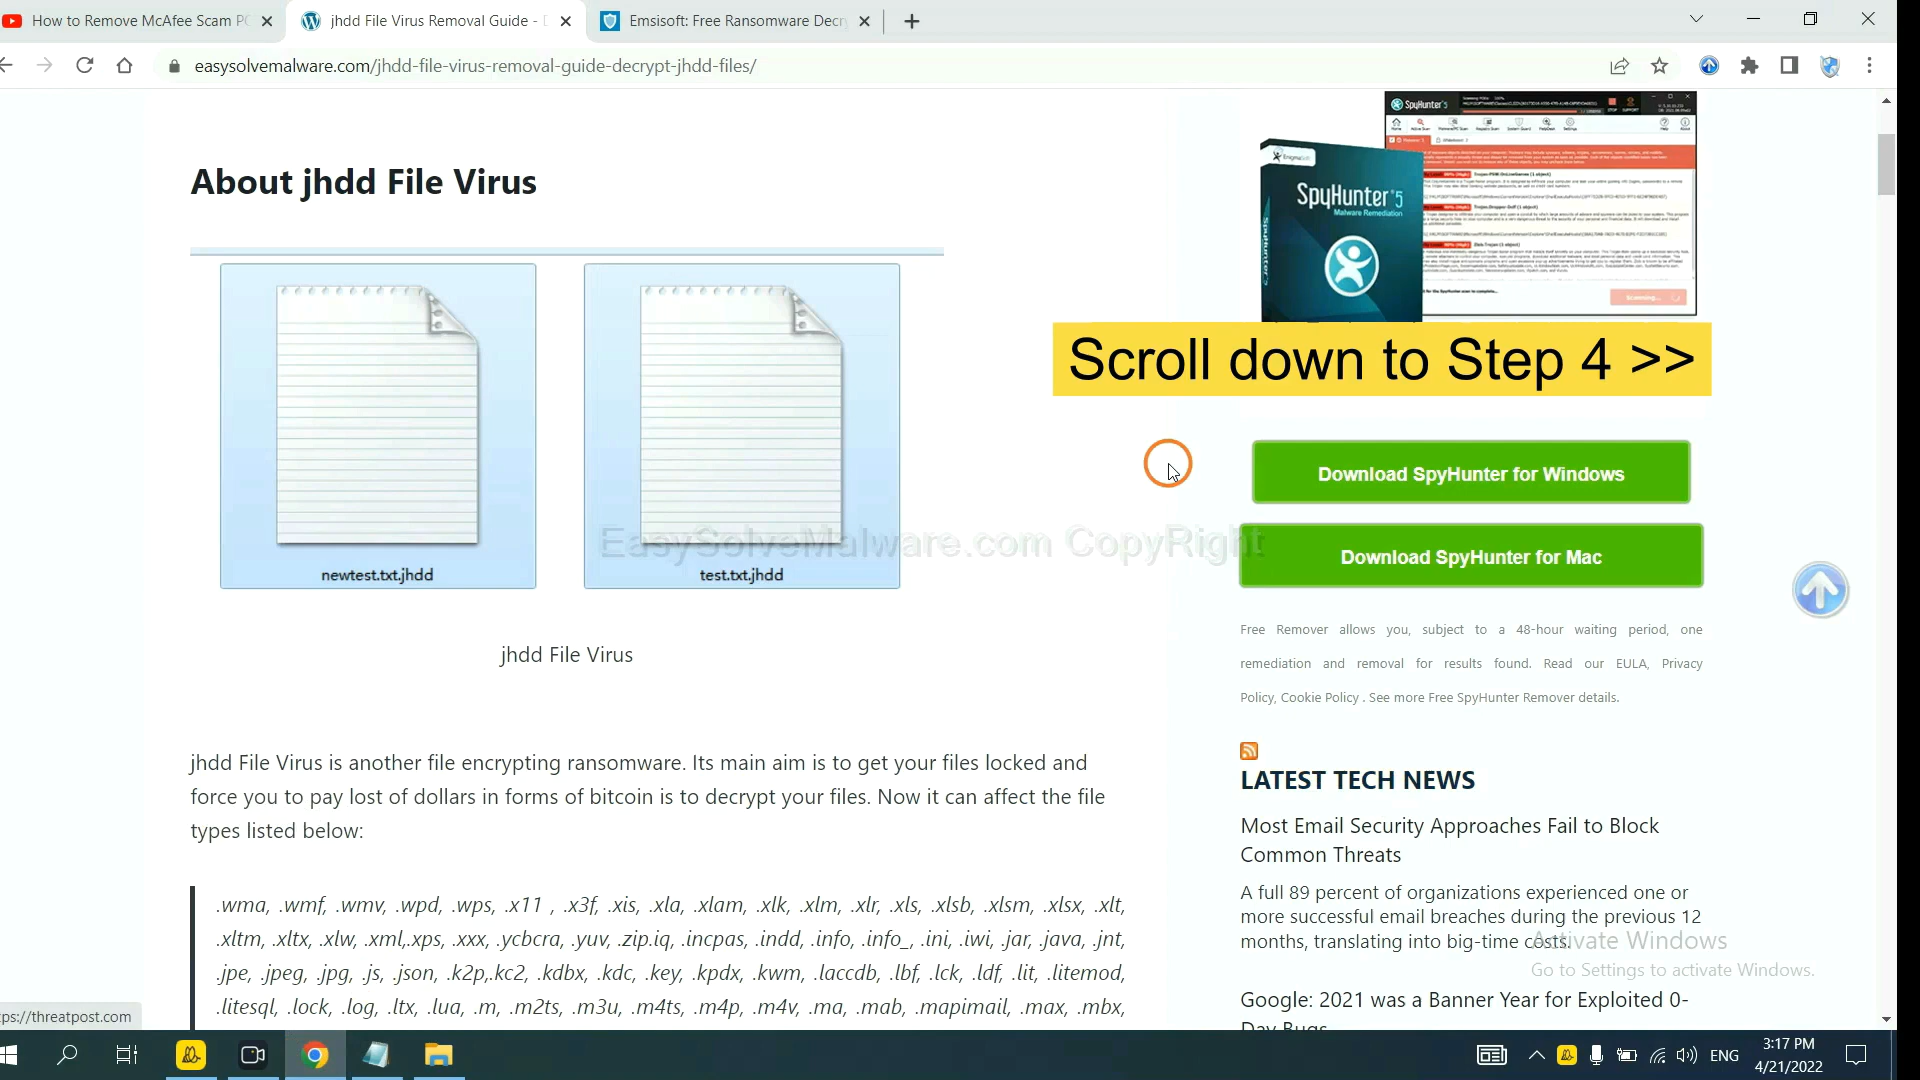 How to Remove McAfee Scam PC
jhdd File Virus Removal Guide - D
Emsisoft: Free Ransomware Decry
easysolvemalware.com/jhdd-file-virus-removal-guide-decrypt-jhdd-files/
About jhdd File Virus
SpyHunter 5
EnigmaSoft
SpyHunter 5
Malware Remediation
Scroll down to Step 4 >>
Download SpyHunter for Windows
EasySolveMalware.com CopyRight
Download SpyHunter for Mac
newtest.txt.jhdd
test.txt.jhdd
Free Remover allows you, subject to a 48-hour waiting period, one
remediation and removal for results found. Read our EULA, Privacy
Policy, Cookie Policy . See more Free SpyHunter Remover details.
jhdd File Virus
jhdd File Virus is another file encrypting ransomware. Its main aim is to get your files locked and
force you to pay lost of dollars in forms of bitcoin is to decrypt your files. Now it can affect the file
types listed below:
.wma, .wmf, .wmv, .wpd, .wps, .x11 , .x3f, .xis, .xla, .xlam, .xlk, .xlm, .xlr, .xls, .xlsb, .xlsm, .xlsx, .xlt,
.xltm, .xltx, .xlw, .xml,.xps, .xxx, .ycbcra, .yuv, .zip.iq, .incpas, .indd, .info, .info_, .ini, .iwi, .jar, .java, .jnt,
.jpe, .jpeg, .jpg, .js, .json, .k2p,.kc2, .kdbx, .kdc, .key, .kpdx, .kwm, .laccdb, .lbf, .lck, .ldf, .lit, .litemod,
.litesql, .lock, .log, .ltx, .lua, .m, .m2ts, .m3u, .m4ts, .m4p, .m4v, .ma, .mab, .mapimail, .max, .mbx,
LATEST TECH NEWS
Most Email Security Approaches Fail to Block
Common Threats
A full 89 percent of organizations experienced one or
more successful email breaches during the previous 12
months, translating into big-time costs.
Activate Windows
Go to Settings to activate Windows.
Google: 2021 was a Banner Year for Exploited 0-
Day Bugs
tps://threatpost.com
ENG
3:17 PM
4/21/2022